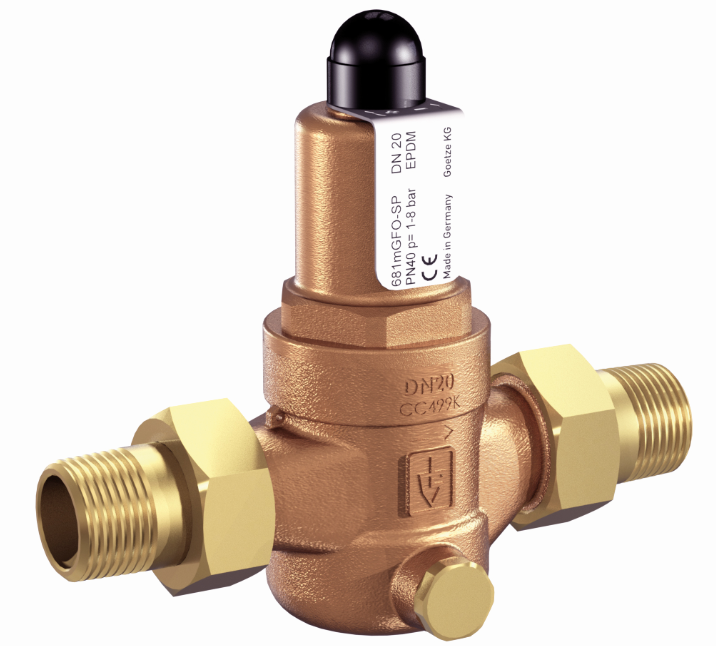 681mGFO-SP DN 20
PN40 p= 1-8 bar EPDM
CE
Made in Germany Goetze KG
DN20
CC499K